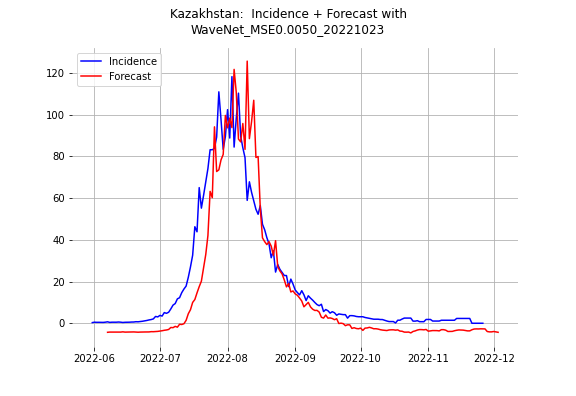 Kazakhstan:  Incidence + Forecast with
WaveNet_MSE0.0050_20221023
Incidence
Forecast
120
100
80
60
40
20
0
2022-06 2022-07 2022-08 2022-09 2022-10 2022-11 2022-12